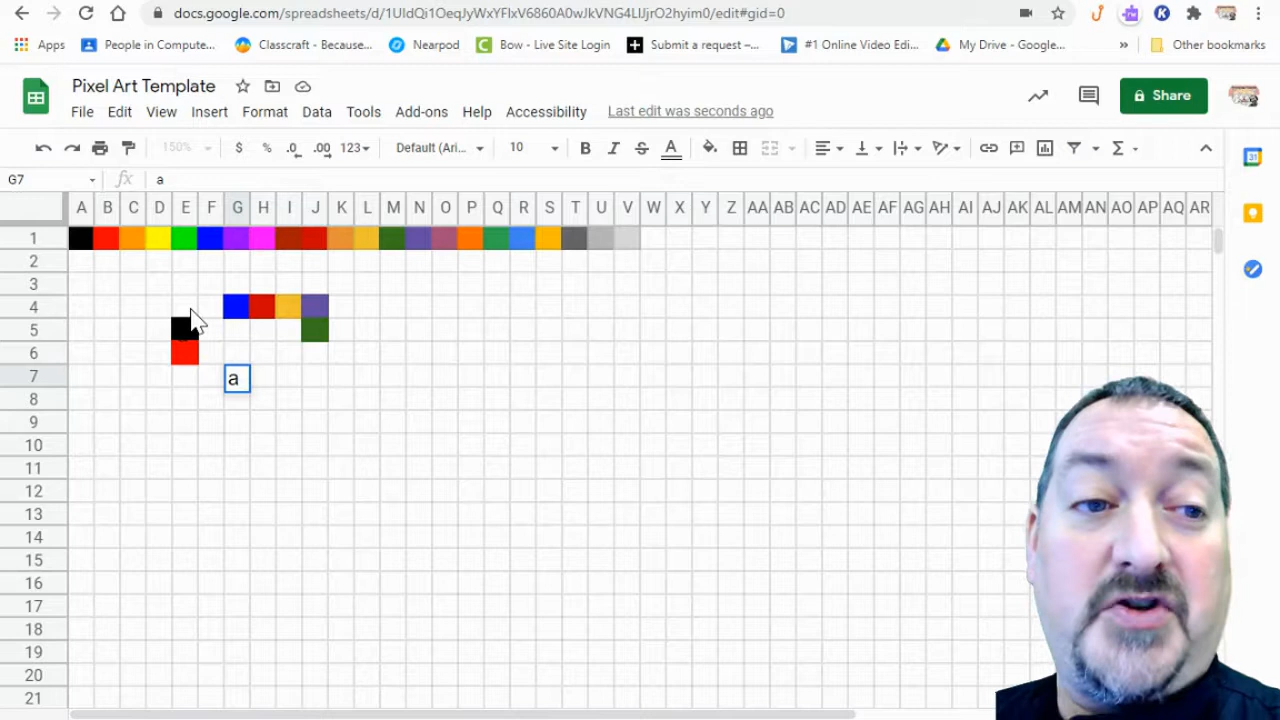 docs.google.com/spreadsheets/d/1UIdOi1OeqJyWxYFlxV6860A0wJkVNG4LlJjrO2hyim0/edit#gid=0
Apps People in Compute... Classcraft - Becaus... Nearpod Bow - Live Site Login Submit a request –... #1 Online Video Edi... My Drive - Google... » Other bookmarks
Pixel Art Template
Share
File Edit View Insert Format Data Tools Add-ons Help Accessibility Last edit was seconds ago
150% $ % .0 .00 123 Default (Ari... 10 B I S A
G7 fx a
A B C D E F G H I J K L M N O P Q R S T U V W X Y Z AA AB AC AD AE AF AG AH AI AJ AK AL AM AN AO AP AQ AR
1
2
3
4
5
6
7 a
8
9
10
11
12
13
14
15
16
17
18
19
20
21